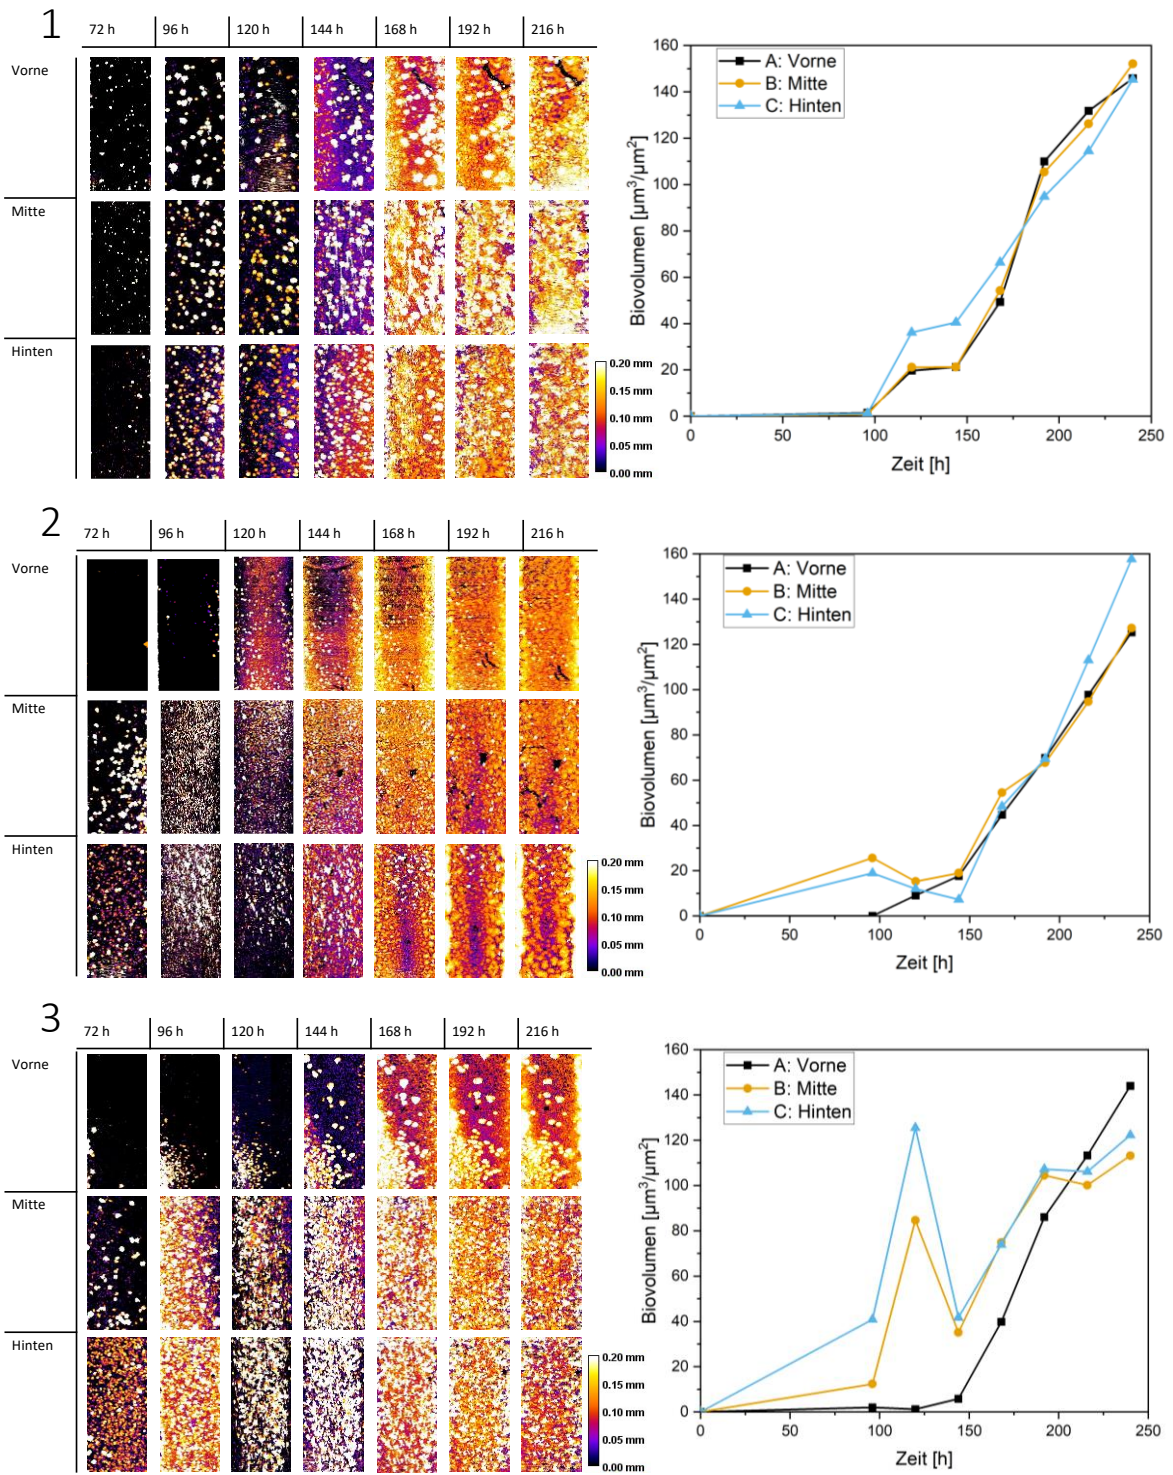 1
72 h 96 h 120 h 144 h 168 h 192 h 216 h
Vorne
Mitte
Hinten
0.20 mm
0.15 mm
0.10 mm
0.05 mm
0.00 mm
A: Vorne
B: Mitte
C: Hinten
Biovolumen [µm³/µm²]
160
140
120
100
80
60
40
20
0
0 50 100 150 200 250
Zeit [h]
2
72 h 96 h 120 h 144 h 168 h 192 h 216 h
Vorne
Mitte
Hinten
0.20 mm
0.15 mm
0.10 mm
0.05 mm
0.00 mm
A: Vorne
B: Mitte
C: Hinten
Biovolumen [µm³/µm²]
160
140
120
100
80
60
40
20
0
0 50 100 150 200 250
Zeit [h]
3
72 h 96 h 120 h 144 h 168 h 192 h 216 h
Vorne
Mitte
Hinten
0.20 mm
0.15 mm
0.10 mm
0.05 mm
0.00 mm
A: Vorne
B: Mitte
C: Hinten
Biovolumen [µm³/µm²]
160
140
120
100
80
60
40
20
0
0 50 100 150 200 250
Zeit [h]